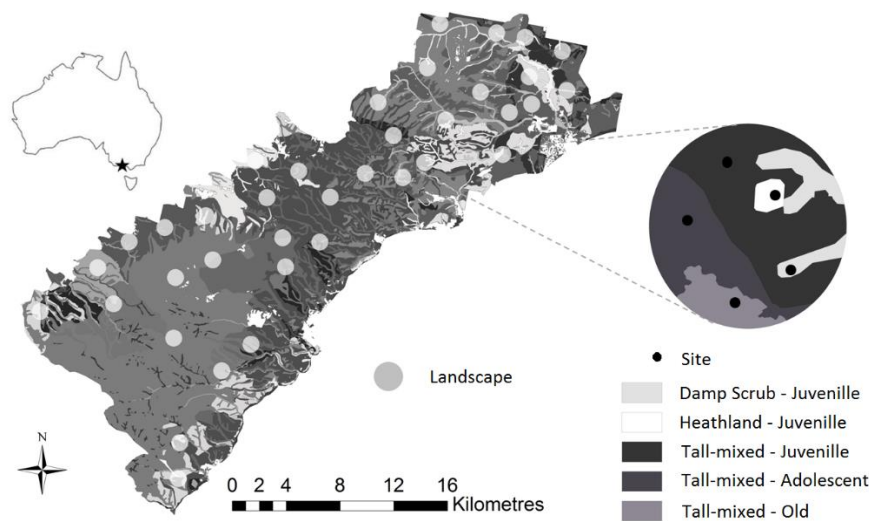 Landscape
N
0 2 4 8 12 16
Kilometres
Site
Damp Scrub - Juvenille
Heathland - Juvenille
Tall-mixed - Juvenille
Tall-mixed - Adolescent
Tall-mixed - Old